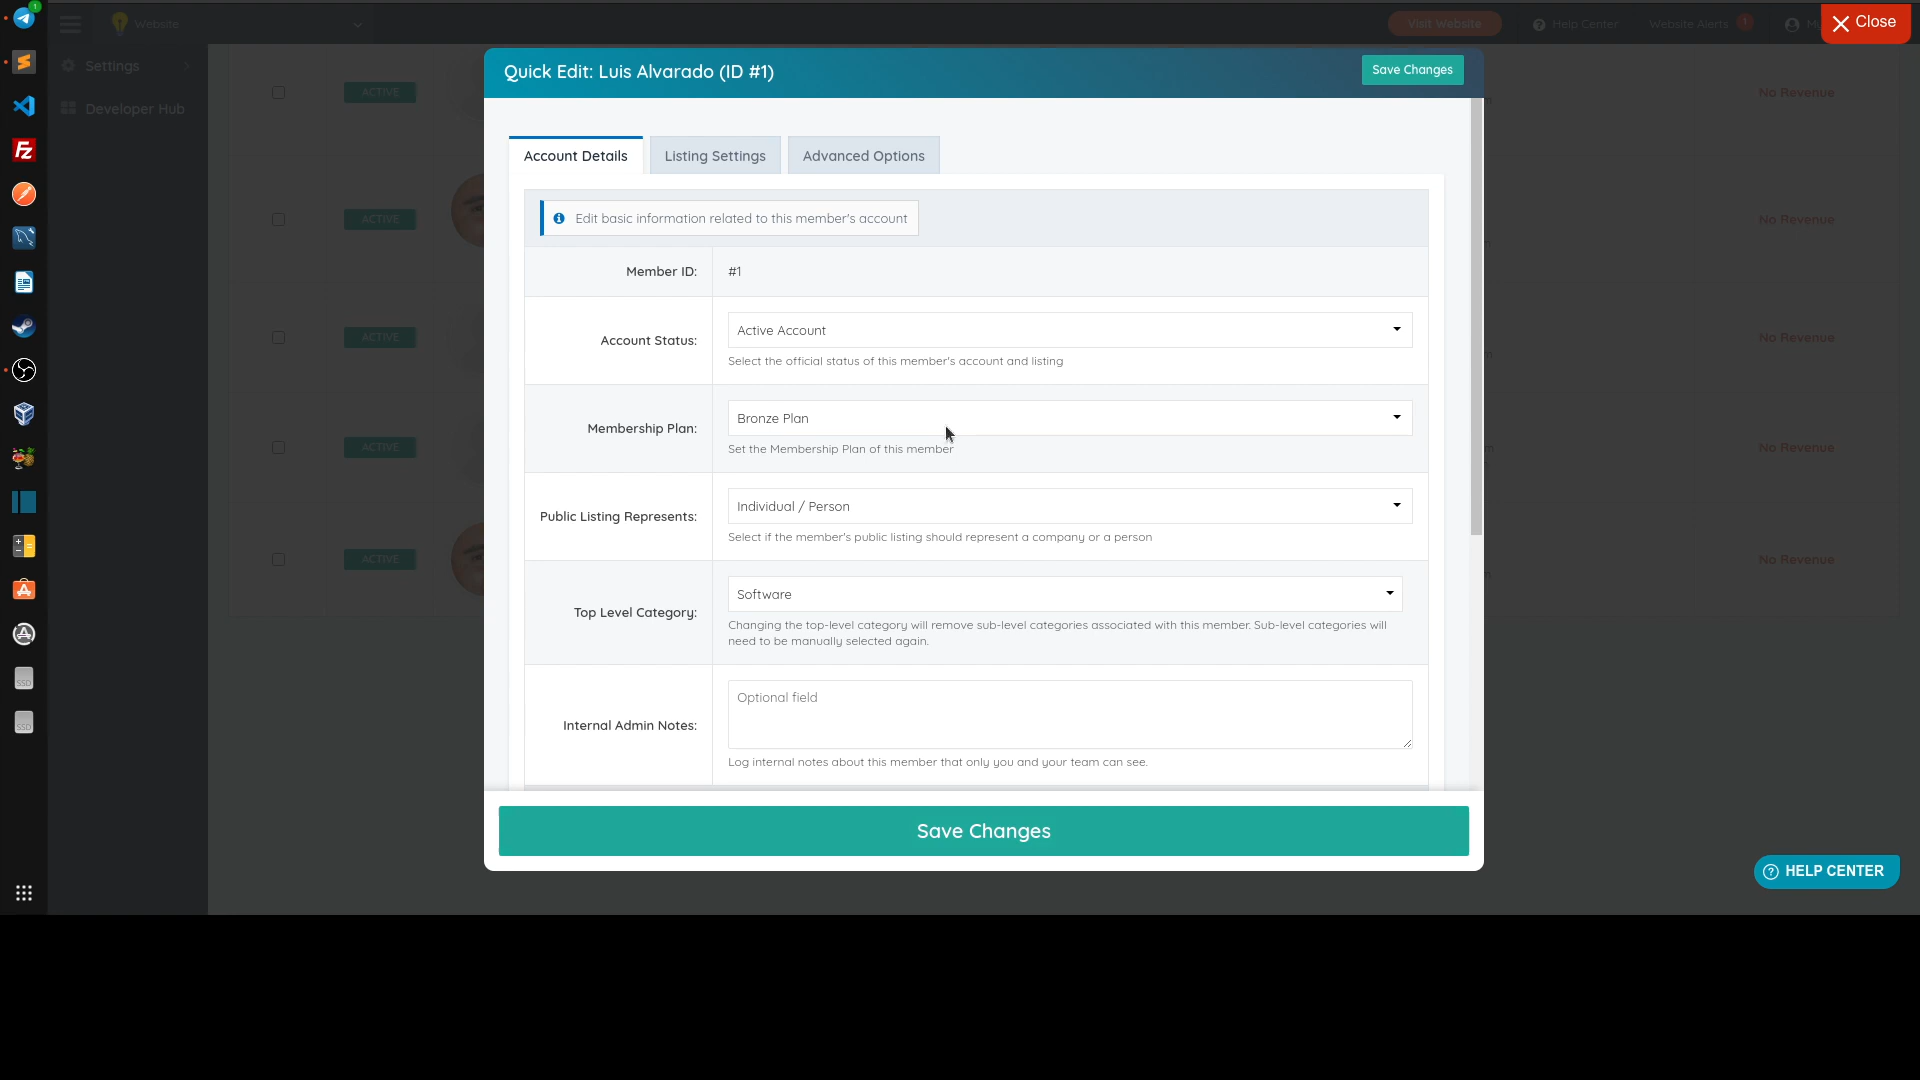 1
Website
Visit Website
Help Center
Website Alerts
1
Close
Settings
Developer Hub
Quick Edit: Luis Alvarado (ID #1)
Save Changes
Account Details
Listing Settings
Advanced Options
Edit basic information related to this member's account
Member ID:
#1
Account Status:
Active Account
Select the official status of this member's account and listing
Membership Plan:
Bronze Plan
Set the Membership Plan of this member
Public Listing Represents:
Individual / Person
Select if the member's public listing should represent a company or a person
Top Level Category:
Software
Changing the top-level category will remove sub-level categories associated with this member. Sub-level categories will
need to be manually selected again.
Internal Admin Notes:
Optional field
Log internal notes about this member that only you and your team can see.
Save Changes
ACTIVE
No Revenue
ACTIVE
No Revenue
ACTIVE
No Revenue
ACTIVE
No Revenue
ACTIVE
No Revenue
SSD
SSD
HELP CENTER